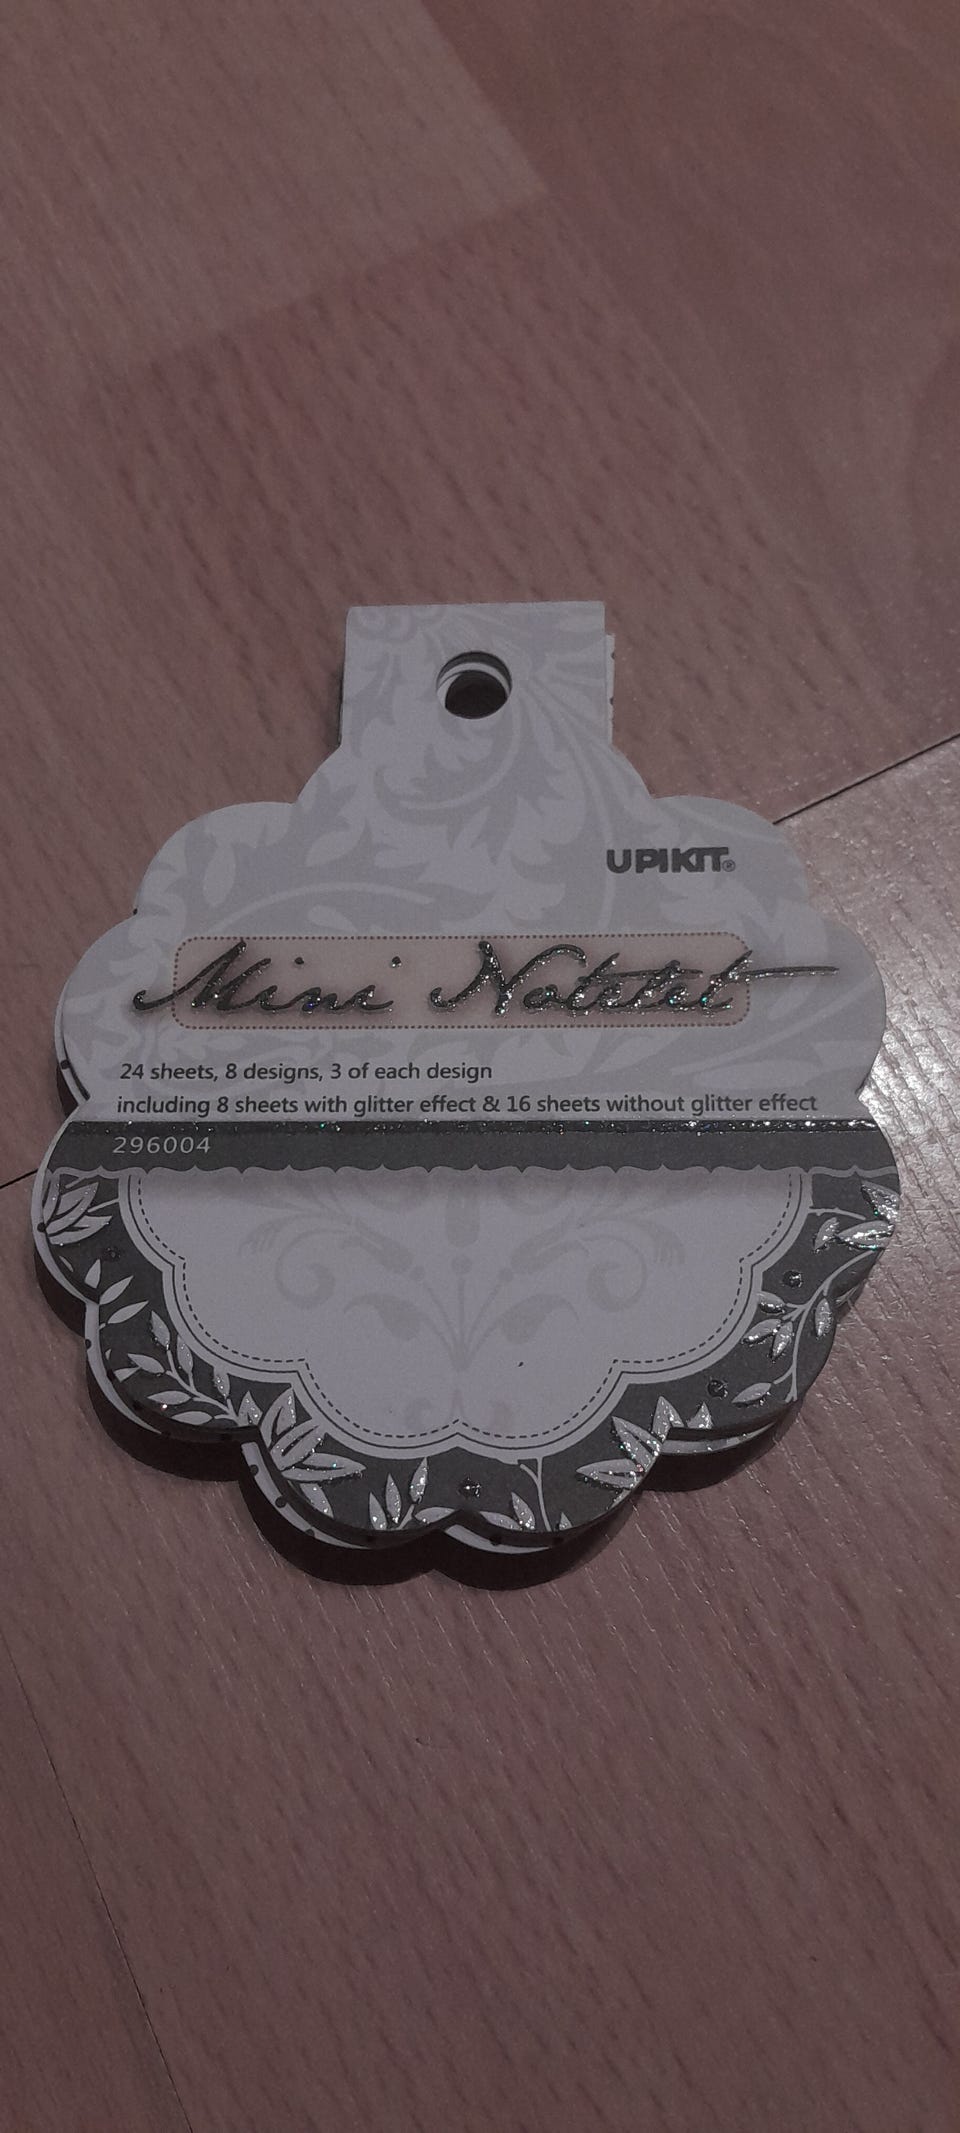 UPIKIT®
Mini Notelet
24 sheets, 8 designs, 3 of each design
including 8 sheets with glitter effect & 16 sheets without glitter effect
296004